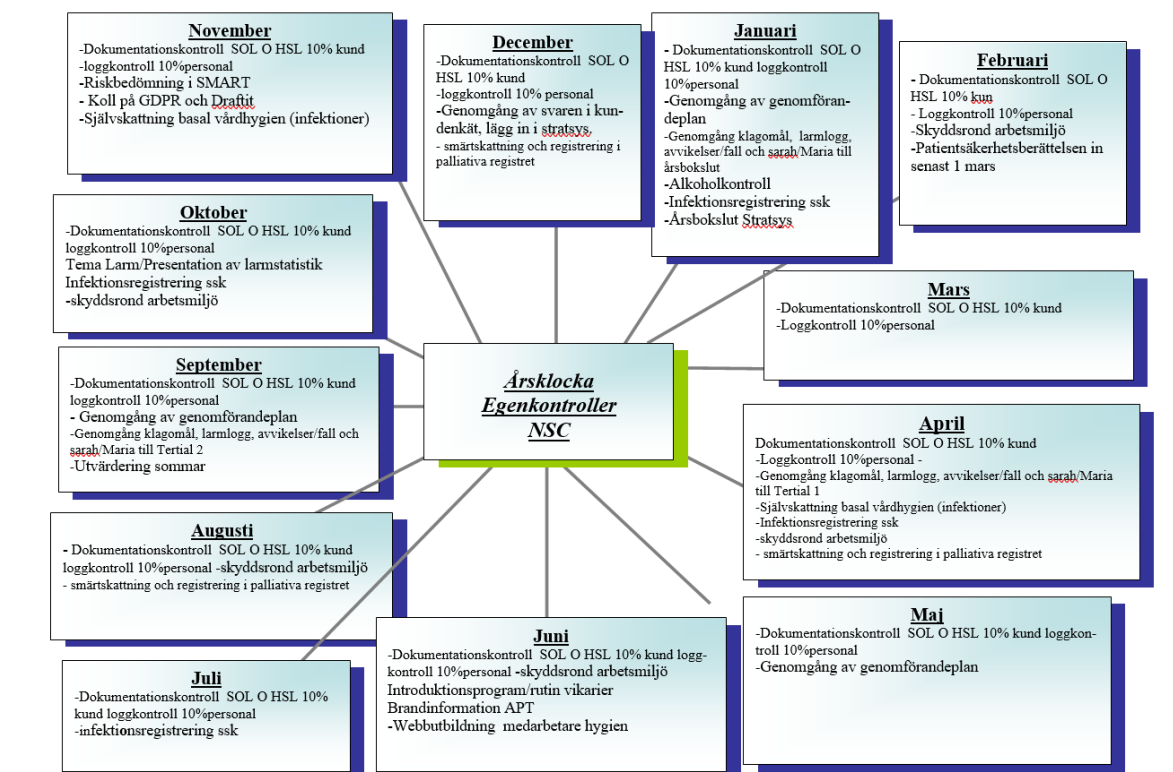 November
-Dokumentationskontroll  SOL O HSL 10% kund
-loggkontroll 10%personal
-Riskbedömning i SMART
- Koll på GDPR och Draftit
-Självskattning basal vårdhygien (infektioner)
December
-Dokumentationskontroll  SOL O
HSL 10% kund
-loggkontroll 10% personal
-Genomgång av svaren i kun-
denkät, lägg in i stratsys.
- smärtskattning och registrering i
palliativa registret
Januari
- Dokumentationskontroll  SOL O
HSL 10% kund loggkontroll
10%personal
-Genomgång av genomföran-
deplan
-Genomgång klagomål,  larmlogg,
avvikelser/fall och sarah/Maria till
årsbokslut
-Alkoholkontroll
-Infektionsregistrering ssk
-Årsbokslut Stratsys
Februari
- Dokumentationskontroll  SOL O
HSL 10% kun
- Loggkontroll 10%personal
-Skyddsrond arbetsmiljö
-Patientsäkerhetsberättelsen in
senast 1 mars
Oktober
-Dokumentationskontroll  SOL O HSL 10% kund
loggkontroll 10%personal
Tema Larm/Presentation av larmstatistik
Infektionsregistrering ssk
-skyddsrond arbetsmiljö
Mars
-Dokumentationskontroll  SOL O HSL 10% kund
-Loggkontroll 10%personal
September
-Dokumentationskontroll  SOL O HSL 10% kund
loggkontroll 10%personal
- Genomgång av genomförandeplan
-Genomgång klagomål, larmlogg, avvikelser/fall och
sarah/Maria till Tertial 2
-Utvärdering sommar
Årsklocka
Egenkontroller
NSC
April
Dokumentationskontroll  SOL O HSL 10% kund
-Loggkontroll 10%personal -
-Genomgång klagomål, larmlogg, avvikelser/fall och sarah/Maria
till Tertial 1
-Självskattning basal vårdhygien (infektioner)
-Infektionsregistrering ssk
-skyddsrond arbetsmiljö
- smärtskattning och registrering i palliativa registret
Augusti
- Dokumentationskontroll  SOL O HSL 10% kund
loggkontroll 10%personal -skyddsrond arbetsmiljö
- smärtskattning och registrering i palliativa registret
Maj
-Dokumentationskontroll  SOL O HSL 10% kund loggkon-
troll 10%personal
-Genomgång av genomförandeplan
Juni
-Dokumentationskontroll  SOL O HSL 10% kund logg-
kontroll 10%personal -skyddsrond arbetsmiljö
Introduktionsprogram/rutin vikarier
Brandinformation APT
-Webbutbildning  medarbetare hygien
Juli
-Dokumentationskontroll  SOL O HSL 10%
kund loggkontroll 10%personal
-infektionsregistrering ssk